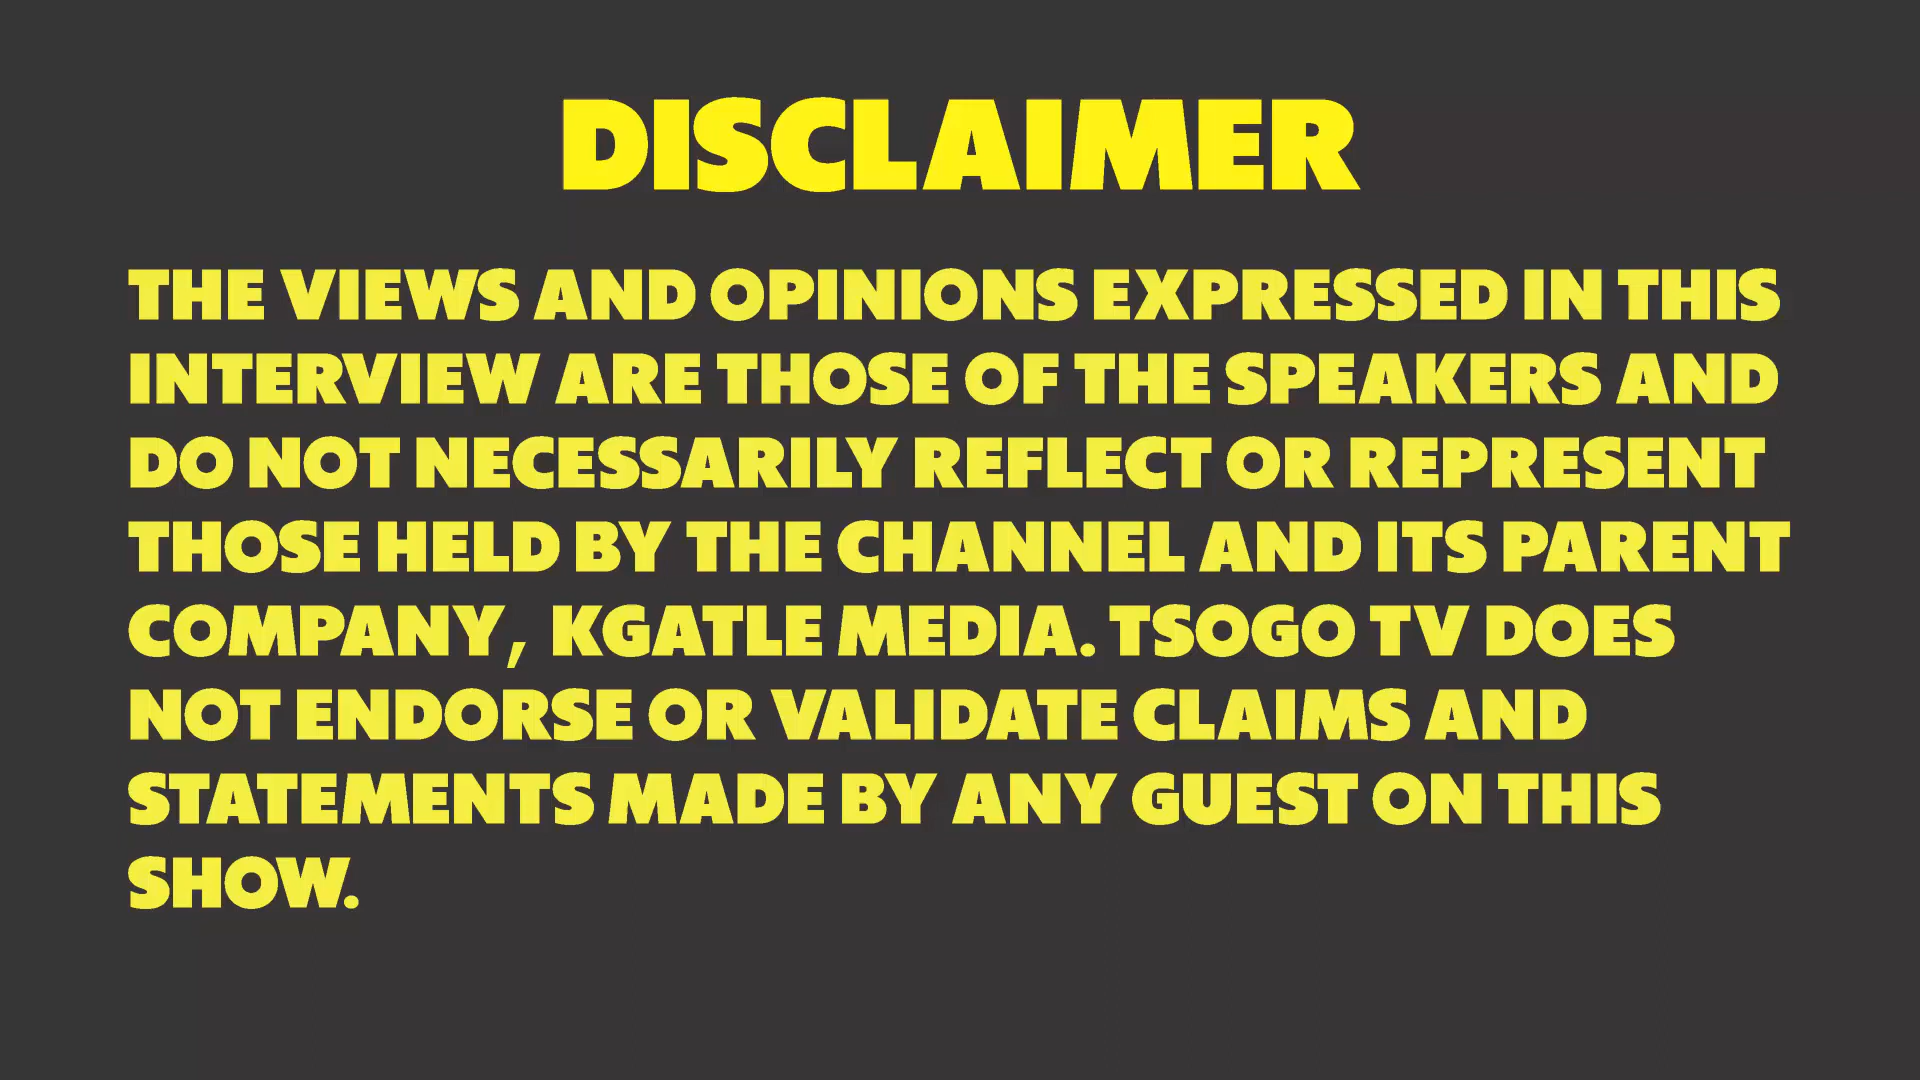 DISCLAIMER
THE VIEWS AND OPINIONS EXPRESSED IN THIS
INTERVIEW ARE THOSE OF THE SPEAKERS AND
DO NOT NECESSARILY REFLECT OR REPRESENT
THOSE HELD BY THE CHANNEL AND ITS PARENT
COMPANY, KGATLE MEDIA. TSOGO TV DOES
NOT ENDORSE OR VALIDATE CLAIMS AND
STATEMENTS MADE BY ANY GUEST ON THIS
SHOW.